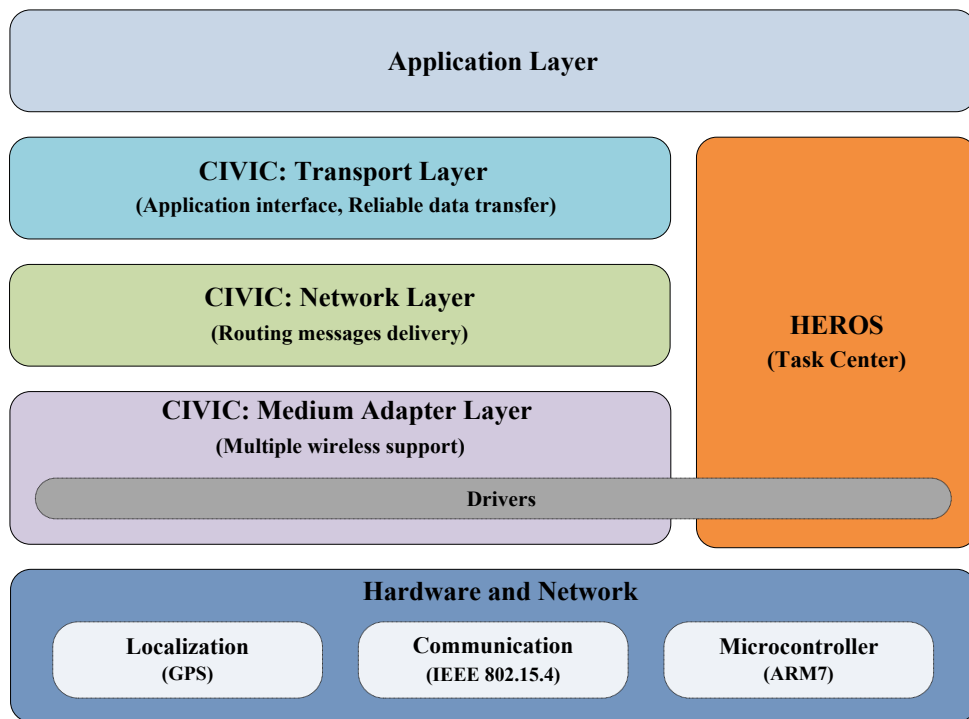 Application Layer
CIVIC: Transport Layer
(Application interface, Reliable data transfer)
CIVIC: Network Layer
(Routing messages delivery)
HEROS
(Task Center)
CIVIC: Medium Adapter Layer
(Multiple wireless support)
Drivers
Hardware and Network
Localization
(GPS)
Communication
(IEEE 802.15.4)
Microcontroller
(ARM7)